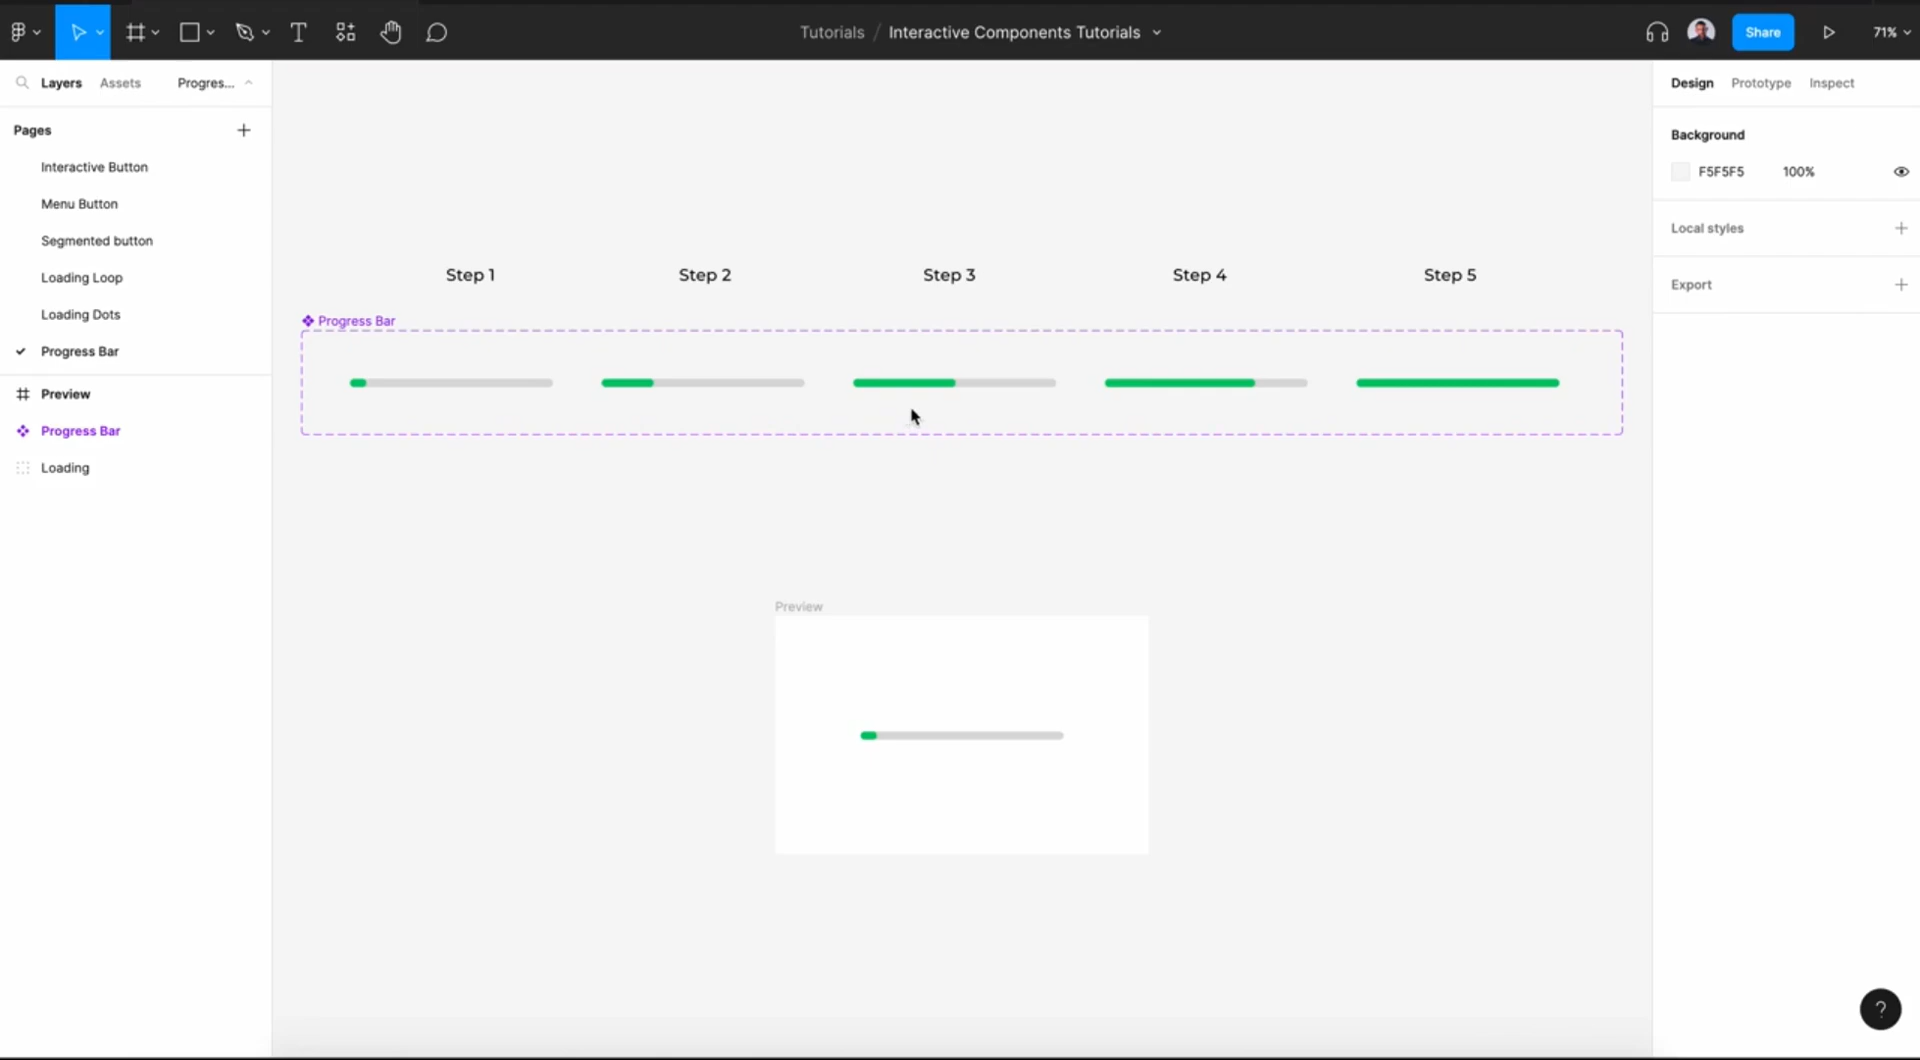 Tutorials / Interactive Components Tutorials
Share
71%
Layers Assets Progres...
Design Prototype Inspect
Pages
Interactive Button
Menu Button
Segmented button
Loading Loop
Loading Dots
Progress Bar
Preview
Progress Bar
Loading
Step 1 Step 2 Step 3 Step 4 Step 5
Progress Bar
Preview
Background
F5F5F5 100%
Local styles
Export
?